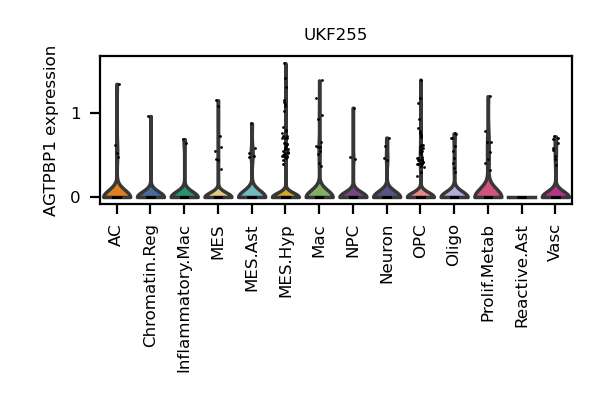 UKF255
AGTPBP1 expression
1
0
AC
Chromatin.Reg
Inflammatory.Mac
MES
MES.Ast
MES.Hyp
Mac
NPC
Neuron
OPC
Oligo
Prolif.Metab
Reactive.Ast
Vasc